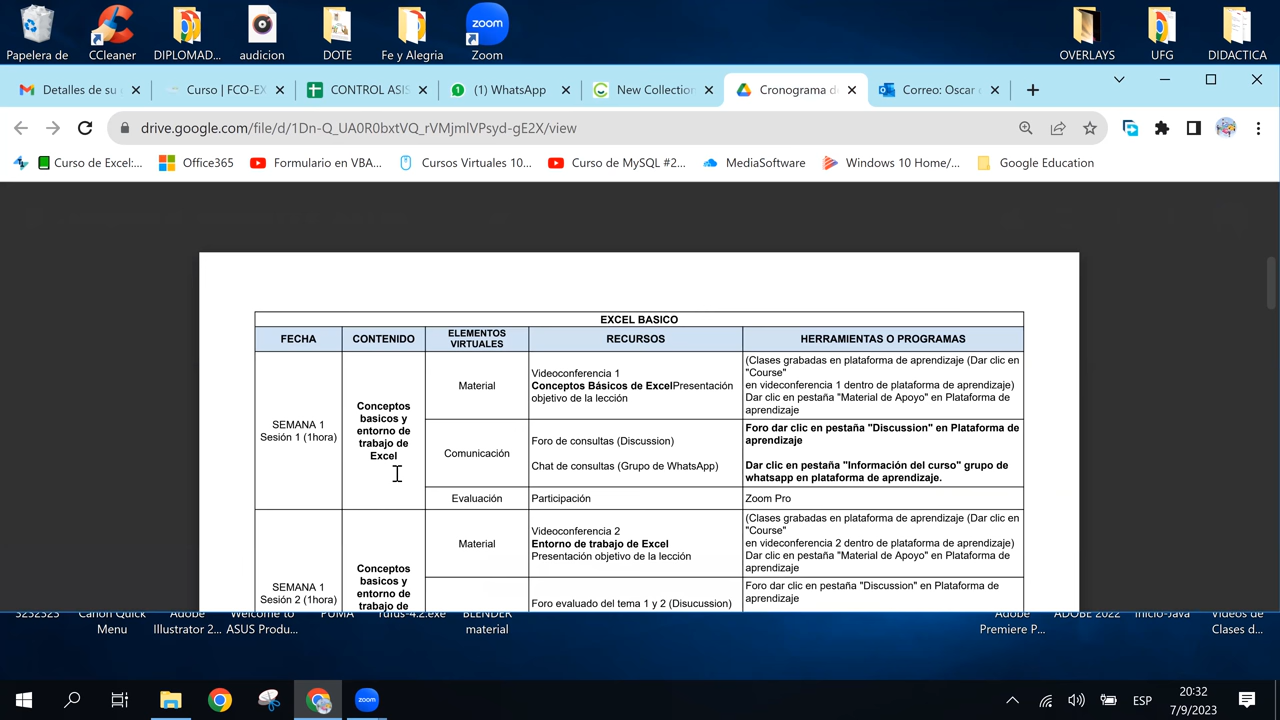 Papelera de
CCleaner
DIPLOMAD...
audicion
DOTE
Fe y Alegria
zoom
Zoom
OVERLAYS
UFG
DIDACTICA
Detalles de su
Curso | FCO-EX
CONTROL ASIS
(1) WhatsApp
New Collection
Cronograma d
Correo: Oscar
drive.google.com/file/d/1Dn-Q_UA0R0bxtVQ_rVMjmlVPsyd-gE2X/view
Curso de Excel:...
Office365
Formulario en VBA...
Cursos Virtuales 10...
Curso de MySQL #2...
MediaSoftware
Windows 10 Home/...
Google Education
EXCEL BASICO
FECHA
CONTENIDO
ELEMENTOS
VIRTUALES
RECURSOS
HERRAMIENTAS O PROGRAMAS
SEMANA 1
Sesión 1 (1hora)
Conceptos
basicos y
entorno de
trabajo de
Excel
Material
Videoconferencia 1
Conceptos Básicos de ExcelPresentación
objetivo de la lección
(Clases grabadas en plataforma de aprendizaje (Dar clic en
"Course"
en videconferencia 1 dentro de plataforma de aprendizaje)
Dar clic en pestaña "Material de Apoyo" en Plataforma de
aprendizaje
Comunicación
Foro de consultas (Discussion)
Chat de consultas (Grupo de WhatsApp)
Foro dar clic en pestaña "Discussion" en Plataforma de
aprendizaje
Dar clic en pestaña "Información del curso" grupo de
whatsapp en plataforma de aprendizaje.
Evaluación
Participación
Zoom Pro
SEMANA 1
Sesión 2 (1hora)
Conceptos
basicos y
entorno de
trabajo de
Material
Videoconferencia 2
Entorno de trabajo de Excel
Presentación objetivo de la lección
(Clases grabadas en plataforma de aprendizaje (Dar clic en
"Course"
en videconferencia 2 dentro de plataforma de aprendizaje)
Dar clic en pestaña "Material de Apoyo" en Plataforma de
aprendizaje
Foro evaluado del tema 1 y 2 (Disucussion)
Foro dar clic en pestaña "Discussion" en Plataforma de
aprendizaje
3232323
Canon Quick
Menu
Adobe
Illustrator 2...
Welcome to
ASUS Produ...
PUMA
rufus-4.2.exe
BLENDER
material
Adobe
Premiere P...
ADOBE 2022
Inicio-Java
Videos de
Clases d...
zoom
ESP
20:32
7/9/2023